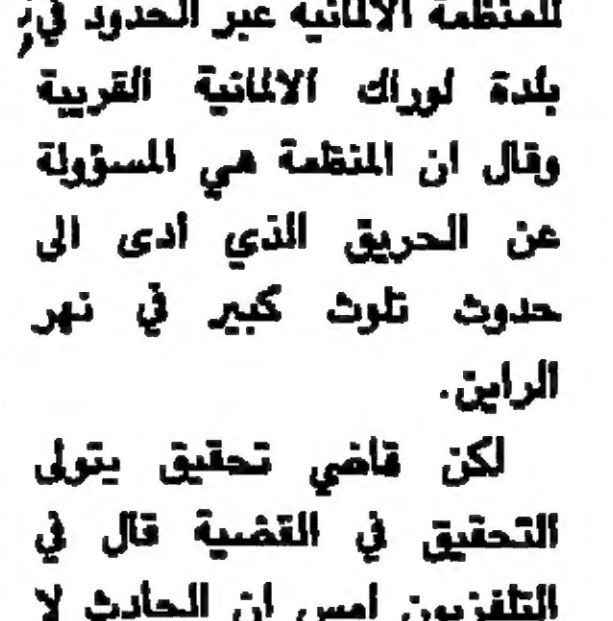 للمنظمة الالمانية عبر الحدود في
بلدة لوراك الالمانية القريبة
وقال ان المنظمة هي المسؤولة
عن الحريق الذي أدى الى
حدوث تلوث كبير في نهر
الراين.
لكن قاضي تحقيق يتولى
التحقيق في القضية قال في
التلفزيون امس ان الحادث لا